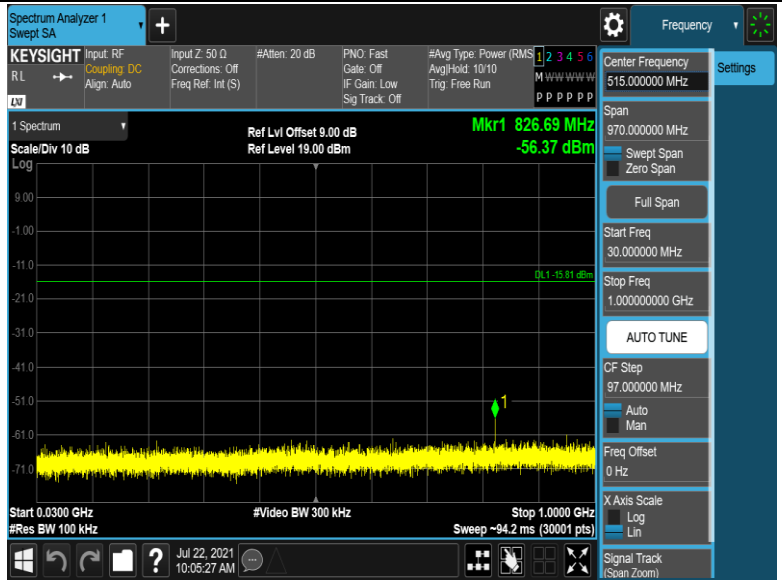 Spectrum Analyzer 1
Swept SA
Frequency
KEYSIGHT
RL
LXI
Input: RF
Coupling: DC
Align: Auto
Input Z: 50 Ω
Corrections: Off
Freq Ref: Int (S)
#Atten: 20 dB
PNO: Fast
Gate: Off
IF Gain: Low
Sig Track: Off
#Avg Type: Power (RMS
Avg|Hold: 10/10
Trig: Free Run
1 2 3 4 5 6
M W W W W W
P P P P P P
1 Spectrum
Scale/Div 10 dB
Log
Ref Lvl Offset 9.00 dB
Ref Level 19.00 dBm
Mkr1 826.69 MHz
-56.37 dBm
9.00
-1.00
-11.0
DL1 -15.81 dBm
-21.0
-31.0
-41.0
-51.0
1
-61.0
-71.0
Start 0.0300 GHz
#Res BW 100 kHz
#Video BW 300 kHz
Stop 1.0000 GHz
Sweep ~94.2 ms (30001 pts)
Jul 22, 2021
10:05:27 AM
Center Frequency
515.000000 MHz
Settings
Span
970.000000 MHz
Swept Span
Zero Span
Full Span
Start Freq
30.000000 MHz
Stop Freq
1.000000000 GHz
AUTO TUNE
CF Step
97.000000 MHz
Auto
Man
Freq Offset
0 Hz
X Axis Scale
Log
Lin
Signal Track
(Span Zoom)